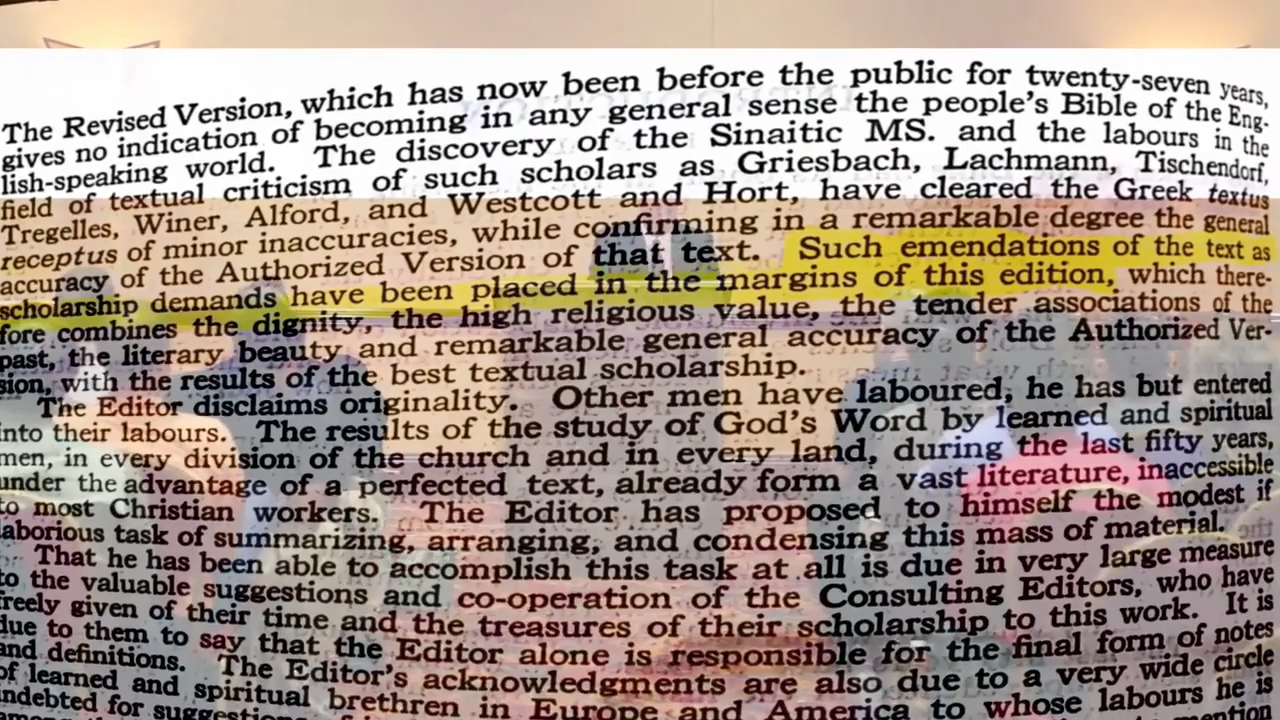 The Revised Version, which has now been before the public for twenty-seven years,
gives no indication of becoming in any general sense the people's Bible of the Eng-
lish-speaking world. The discovery of the Sinaitic MS. and the labours in the
field of textual criticism of such scholars as Griesbach, Lachmann, Tischendorf,
Tregelles, Winer, Alford, and Westcott and Hort, have cleared the Greek textus
receptus of minor inaccuracies, while confirming in a remarkable degree the general
accuracy of the Authorized Version of that text. Such emendations of the text as
scholarship demands have been placed in the margins of this edition, which there-
fore combines the dignity, the high religious value, the tender associations of the
past, the literary beauty and remarkable general accuracy of the Authorized Ver-
sion, with the results of the best textual scholarship.
The Editor disclaims originality. Other men have laboured, he has but entered
into their labours. The results of the study of God's Word by learned and spiritual
men, in every division of the church and in every land, during the last fifty years,
under the advantage of a perfected text, already form a vast literature, inaccessible
to most Christian workers. The Editor has proposed to himself the modest if
laborious task of summarizing, arranging, and condensing this mass of material.
That he has been able to accomplish this task at all is due in very large measure
to the valuable suggestions and co-operation of the Consulting Editors, who have
freely given of their time and the treasures of their scholarship to this work. It is
due to them to say that the Editor alone is responsible for the final form of notes
and definitions. The Editor's acknowledgments are also due to a very wide circle
of learned and spiritual brethren in Europe and America to whose labours he is
indebted for